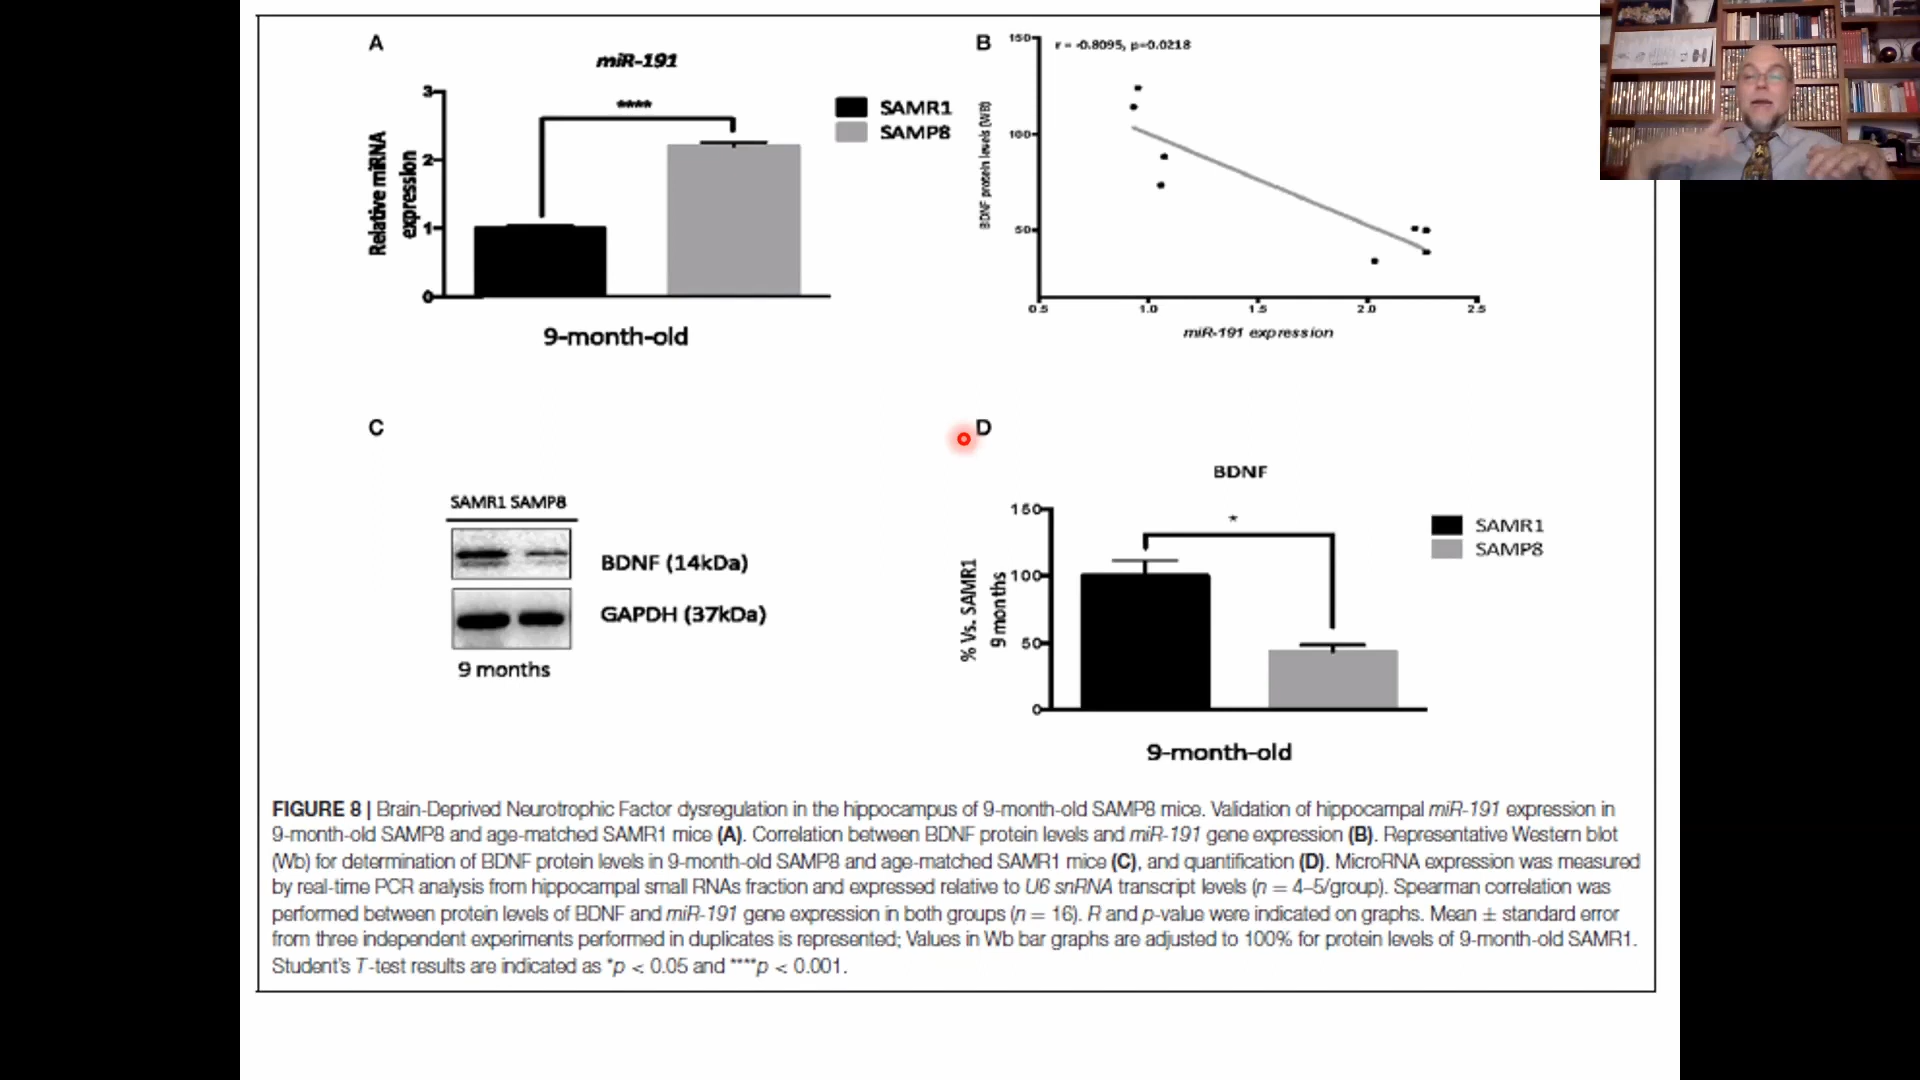 A
miR-191
3
2
1
0
Relative miRNA
expression
****
SAMR1
SAMP8
9-month-old
B
r = -0.8095, p=0.0218
150
100
50
BDNF protein levels (WB)
0.5 1.0 1.5 2.0 2.5
miR-191 expression
C
SAMR1 SAMP8
BDNF (14kDa)
GAPDH (37kDa)
9 months
D
BDNF
150
100
50
0
% Vs. SAMR1
9 months
*
SAMR1
SAMP8
9-month-old
FIGURE 8 | Brain-Deprived Neurotrophic Factor dysregulation in the hippocampus of 9-month-old SAMP8 mice. Validation of hippocampal miR-191 expression in
9-month-old SAMP8 and age-matched SAMR1 mice (A). Correlation between BDNF protein levels and miR-191 gene expression (B). Representative Western blot
(Wb) for determination of BDNF protein levels in 9-month-old SAMP8 and age-matched SAMR1 mice (C), and quantification (D). MicroRNA expression was measured
by real-time PCR analysis from hippocampal small RNAs fraction and expressed relative to U6 snRNA transcript levels (n = 4–5/group). Spearman correlation was
performed between protein levels of BDNF and miR-191 gene expression in both groups (n = 16). R and p-value were indicated on graphs. Mean ± standard error
from three independent experiments performed in duplicates is represented; Values in Wb bar graphs are adjusted to 100% for protein levels of 9-month-old SAMR1.
Student's T-test results are indicated as *p < 0.05 and ****p < 0.001.